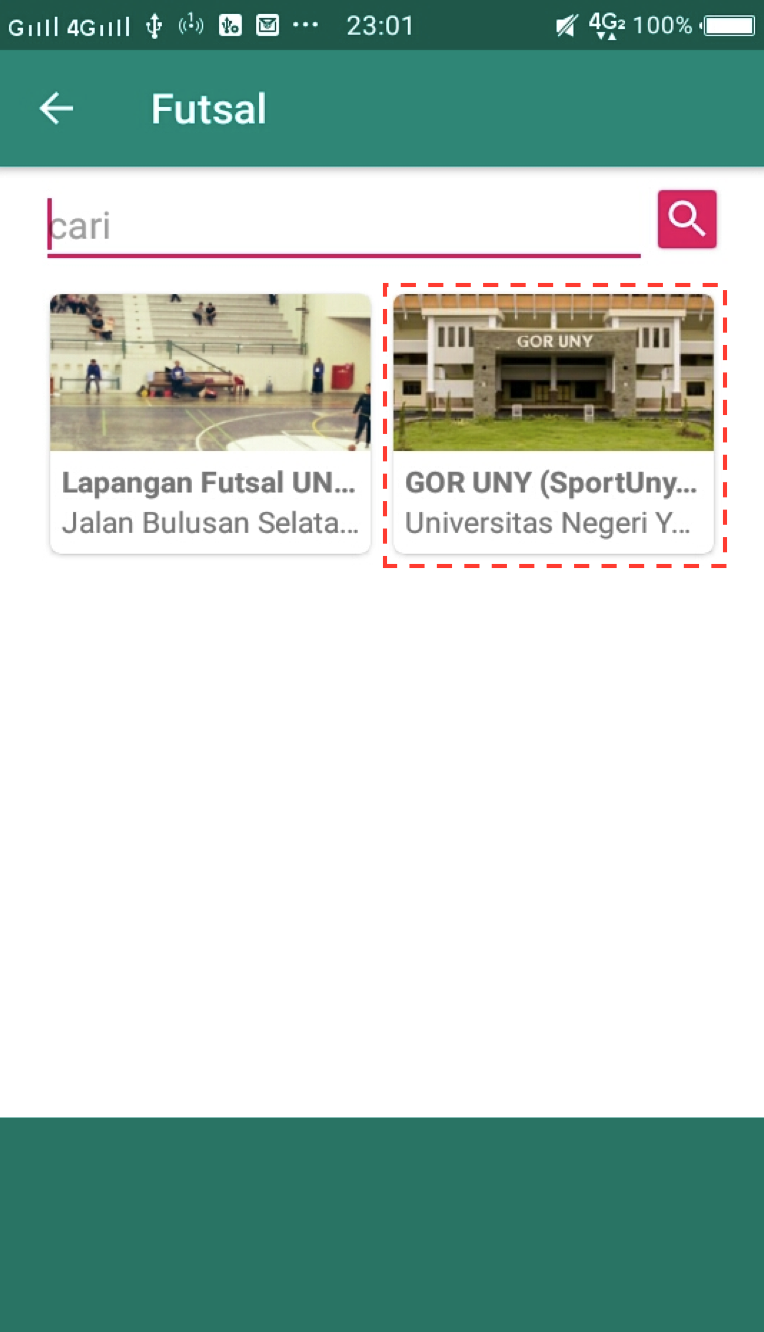 G 4G 1 23:01 4G2 100%
Futsal
cari
GOR UNY
Lapangan Futsal UN...
Jalan Bulusan Selata...
GOR UNY (SportUny...
Universitas Negeri Y...